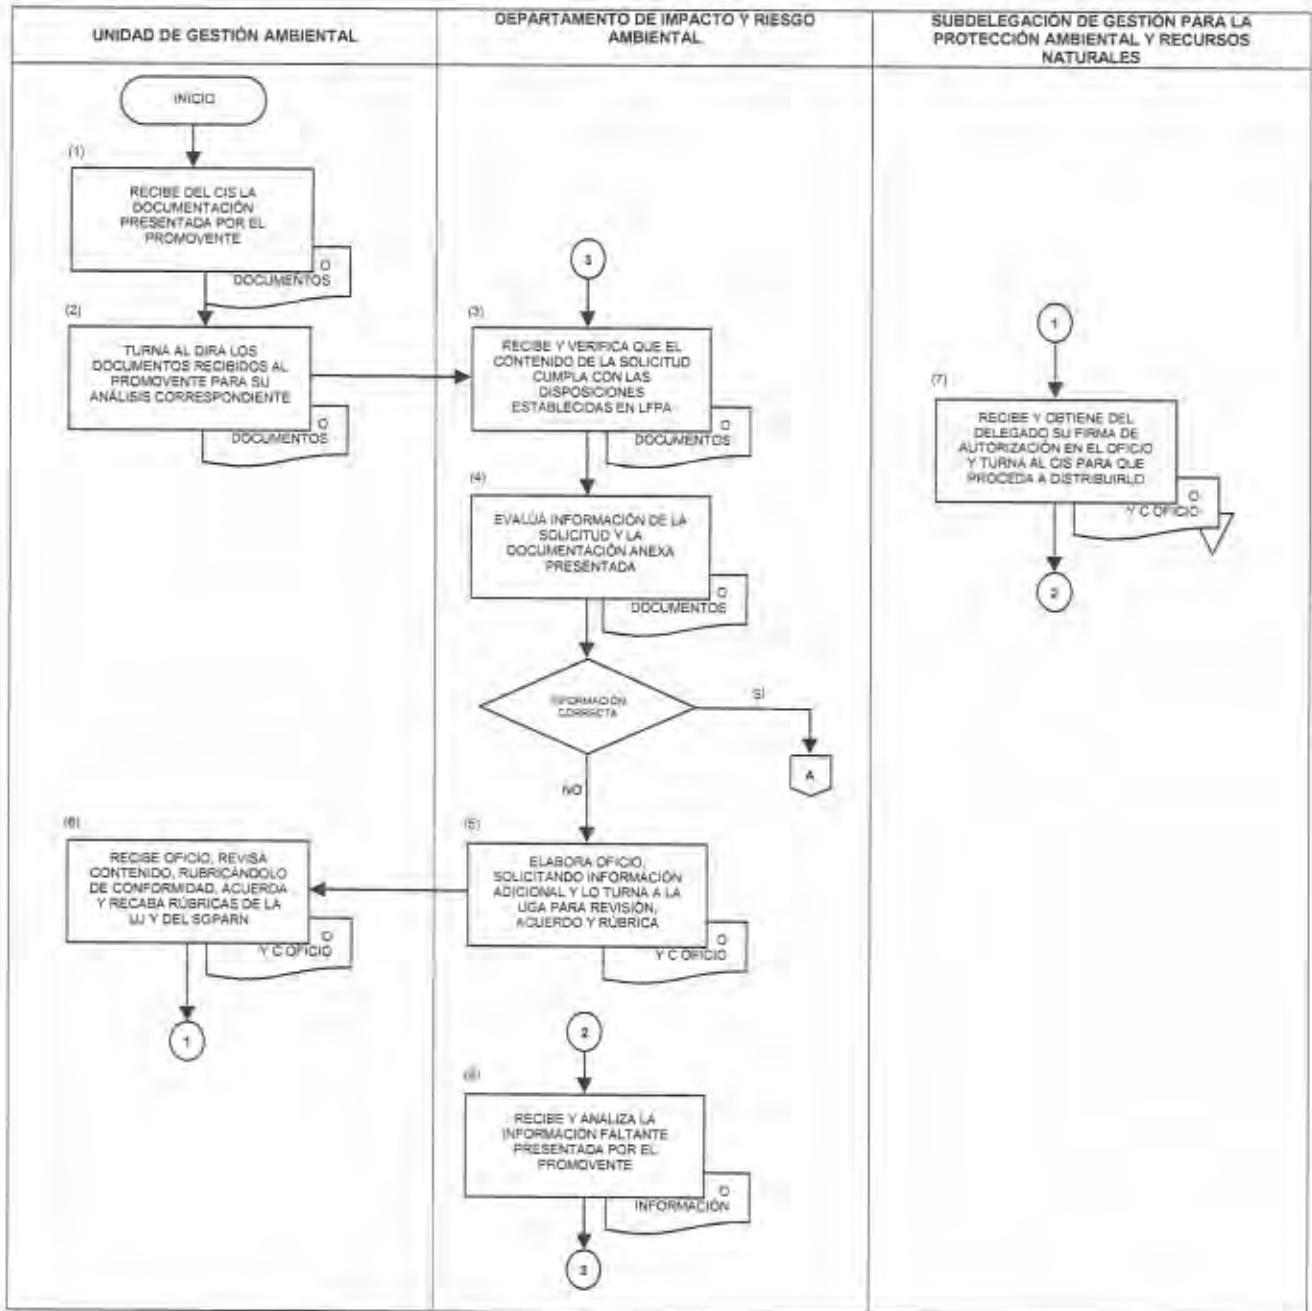 UNIDAD DE GESTIÓN AMBIENTAL
DEPARTAMENTO DE IMPACTO Y RIESGO
AMBIENTAL
SUBDELEGACIÓN DE GESTIÓN PARA LA
PROTECCIÓN AMBIENTAL Y RECURSOS
NATURALES
INICIO
(1)
RECIBE DEL CIS LA
DOCUMENTACIÓN
PRESENTADA POR EL
PROMOVENTE
O
DOCUMENTOS
(2)
TURNA AL DIRA LOS
DOCUMENTOS RECIBIDOS AL
PROMOVENTE PARA SU
ANÁLISIS CORRESPONDIENTE
O
DOCUMENTOS
3
(3)
RECIBE Y VERIFICA QUE EL
CONTENIDO DE LA SOLICITUD
CUMPLA CON LAS
DISPOSICIONES
ESTABLECIDAS EN LFPA
O
DOCUMENTOS
(4)
EVALÚA INFORMACIÓN DE LA
SOLICITUD Y LA
DOCUMENTACIÓN ANEXA
PRESENTADA
O
DOCUMENTOS
INFORMACIÓN
CORRECTA
SI
A
NO
(5)
ELABORA OFICIO,
SOLICITANDO INFORMACIÓN
ADICIONAL Y LO TURNA A LA
UGA PARA REVISIÓN,
ACUERDO Y RÚBRICA
O
Y C OFICIO
(6)
RECIBE OFICIO, REVISA
CONTENIDO, RUBRICÁNDOLO
DE CONFORMIDAD, ACUERDA
Y RECABA RÚBRICAS DE LA
UJ Y DEL SGPARN
O
Y C OFICIO
1
1
(7)
RECIBE Y OBTIENE DEL
DELEGADO SU FIRMA DE
AUTORIZACIÓN EN EL OFICIO
Y TURNA AL CIS PARA QUE
PROCEDA A DISTRIBUIRLO
O
Y C OFICIO
2
2
(8)
RECIBE Y ANALIZA LA
INFORMACIÓN FALTANTE
PRESENTADA POR EL
PROMOVENTE
O
INFORMACIÓN
3